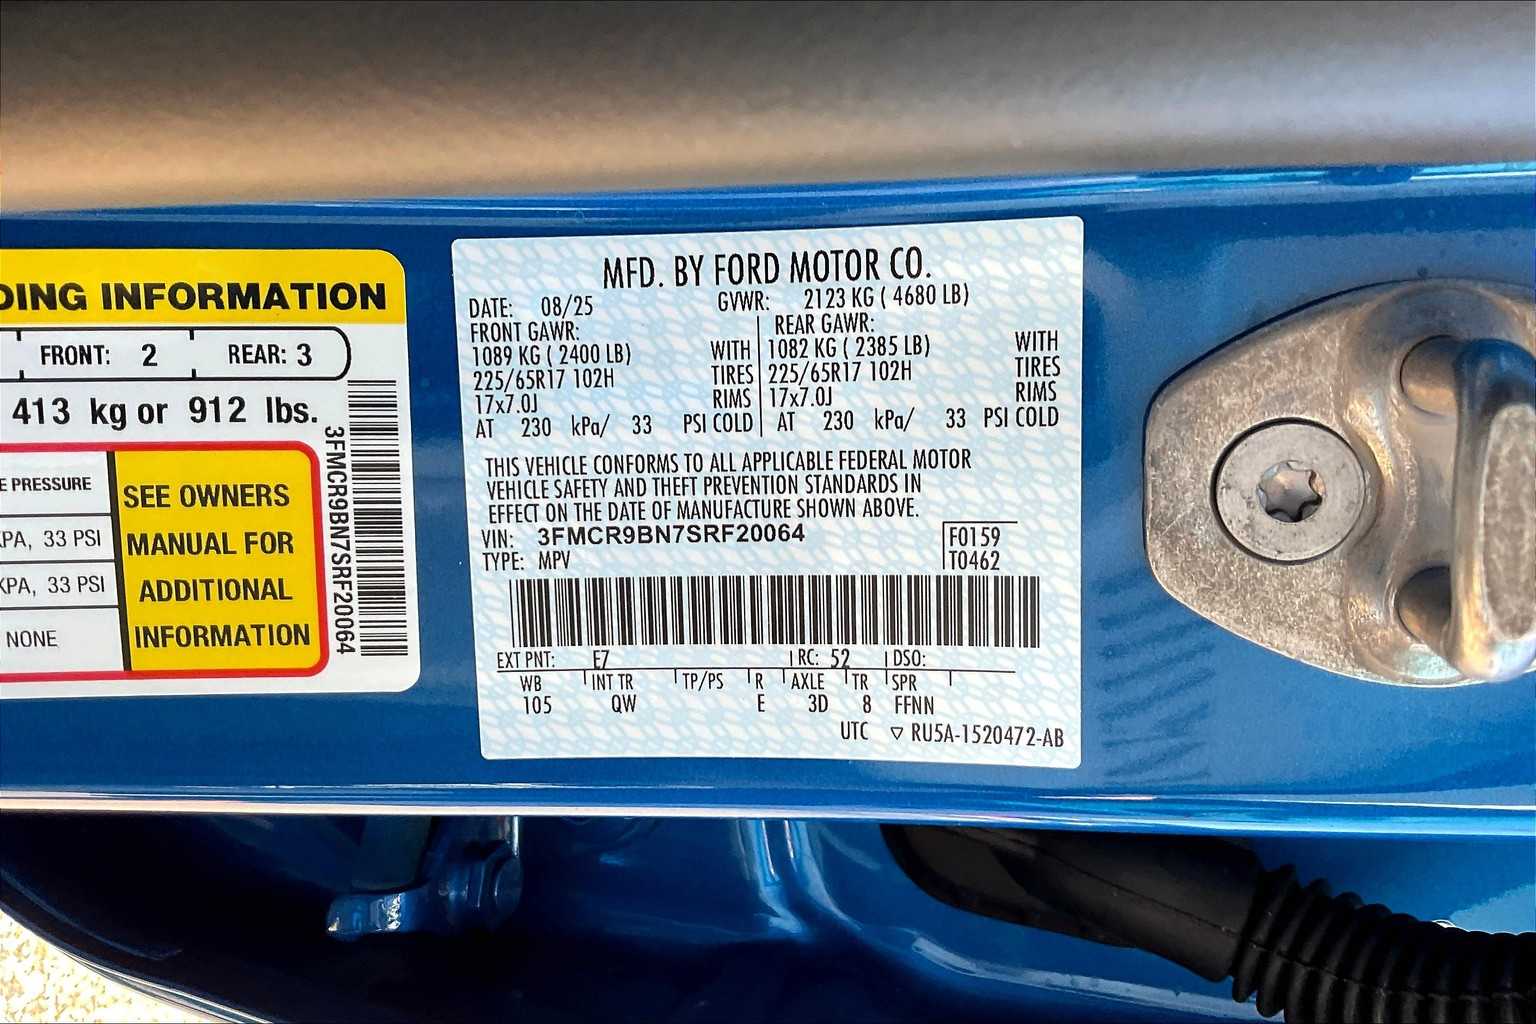 DING INFORMATION
FRONT: 2 REAR: 3
413 kg or 912 lbs.
E PRESSURE
KPA, 33 PSI
KPA, 33 PSI
NONE
SEE OWNERS
MANUAL FOR
ADDITIONAL
INFORMATION
3FMCR9BN7SRF20064
MFD. BY FORD MOTOR CO.
DATE: 08/25 GVWR: 2123 KG ( 4680 LB)
FRONT GAWR: REAR GAWR:
1089 KG ( 2400 LB) WITH 1082 KG ( 2385 LB) WITH
225/65R17 102H TIRES 225/65R17 102H TIRES
17x7.0J RIMS 17x7.0J RIMS
AT 230 kPa/ 33 PSI COLD AT 230 kPa/ 33 PSI COLD
THIS VEHICLE CONFORMS TO ALL APPLICABLE FEDERAL MOTOR
VEHICLE SAFETY AND THEFT PREVENTION STANDARDS IN
EFFECT ON THE DATE OF MANUFACTURE SHOWN ABOVE.
VIN: 3FMCR9BN7SRF20064 F0159
TYPE: MPV T0462
EXT PNT: E7 RC: 52 DSO:
WB INT TR TP/PS R AXLE TR SPR
105 QW E 3D 8 FFNN
UTC ▽ RU5A-1520472-AB